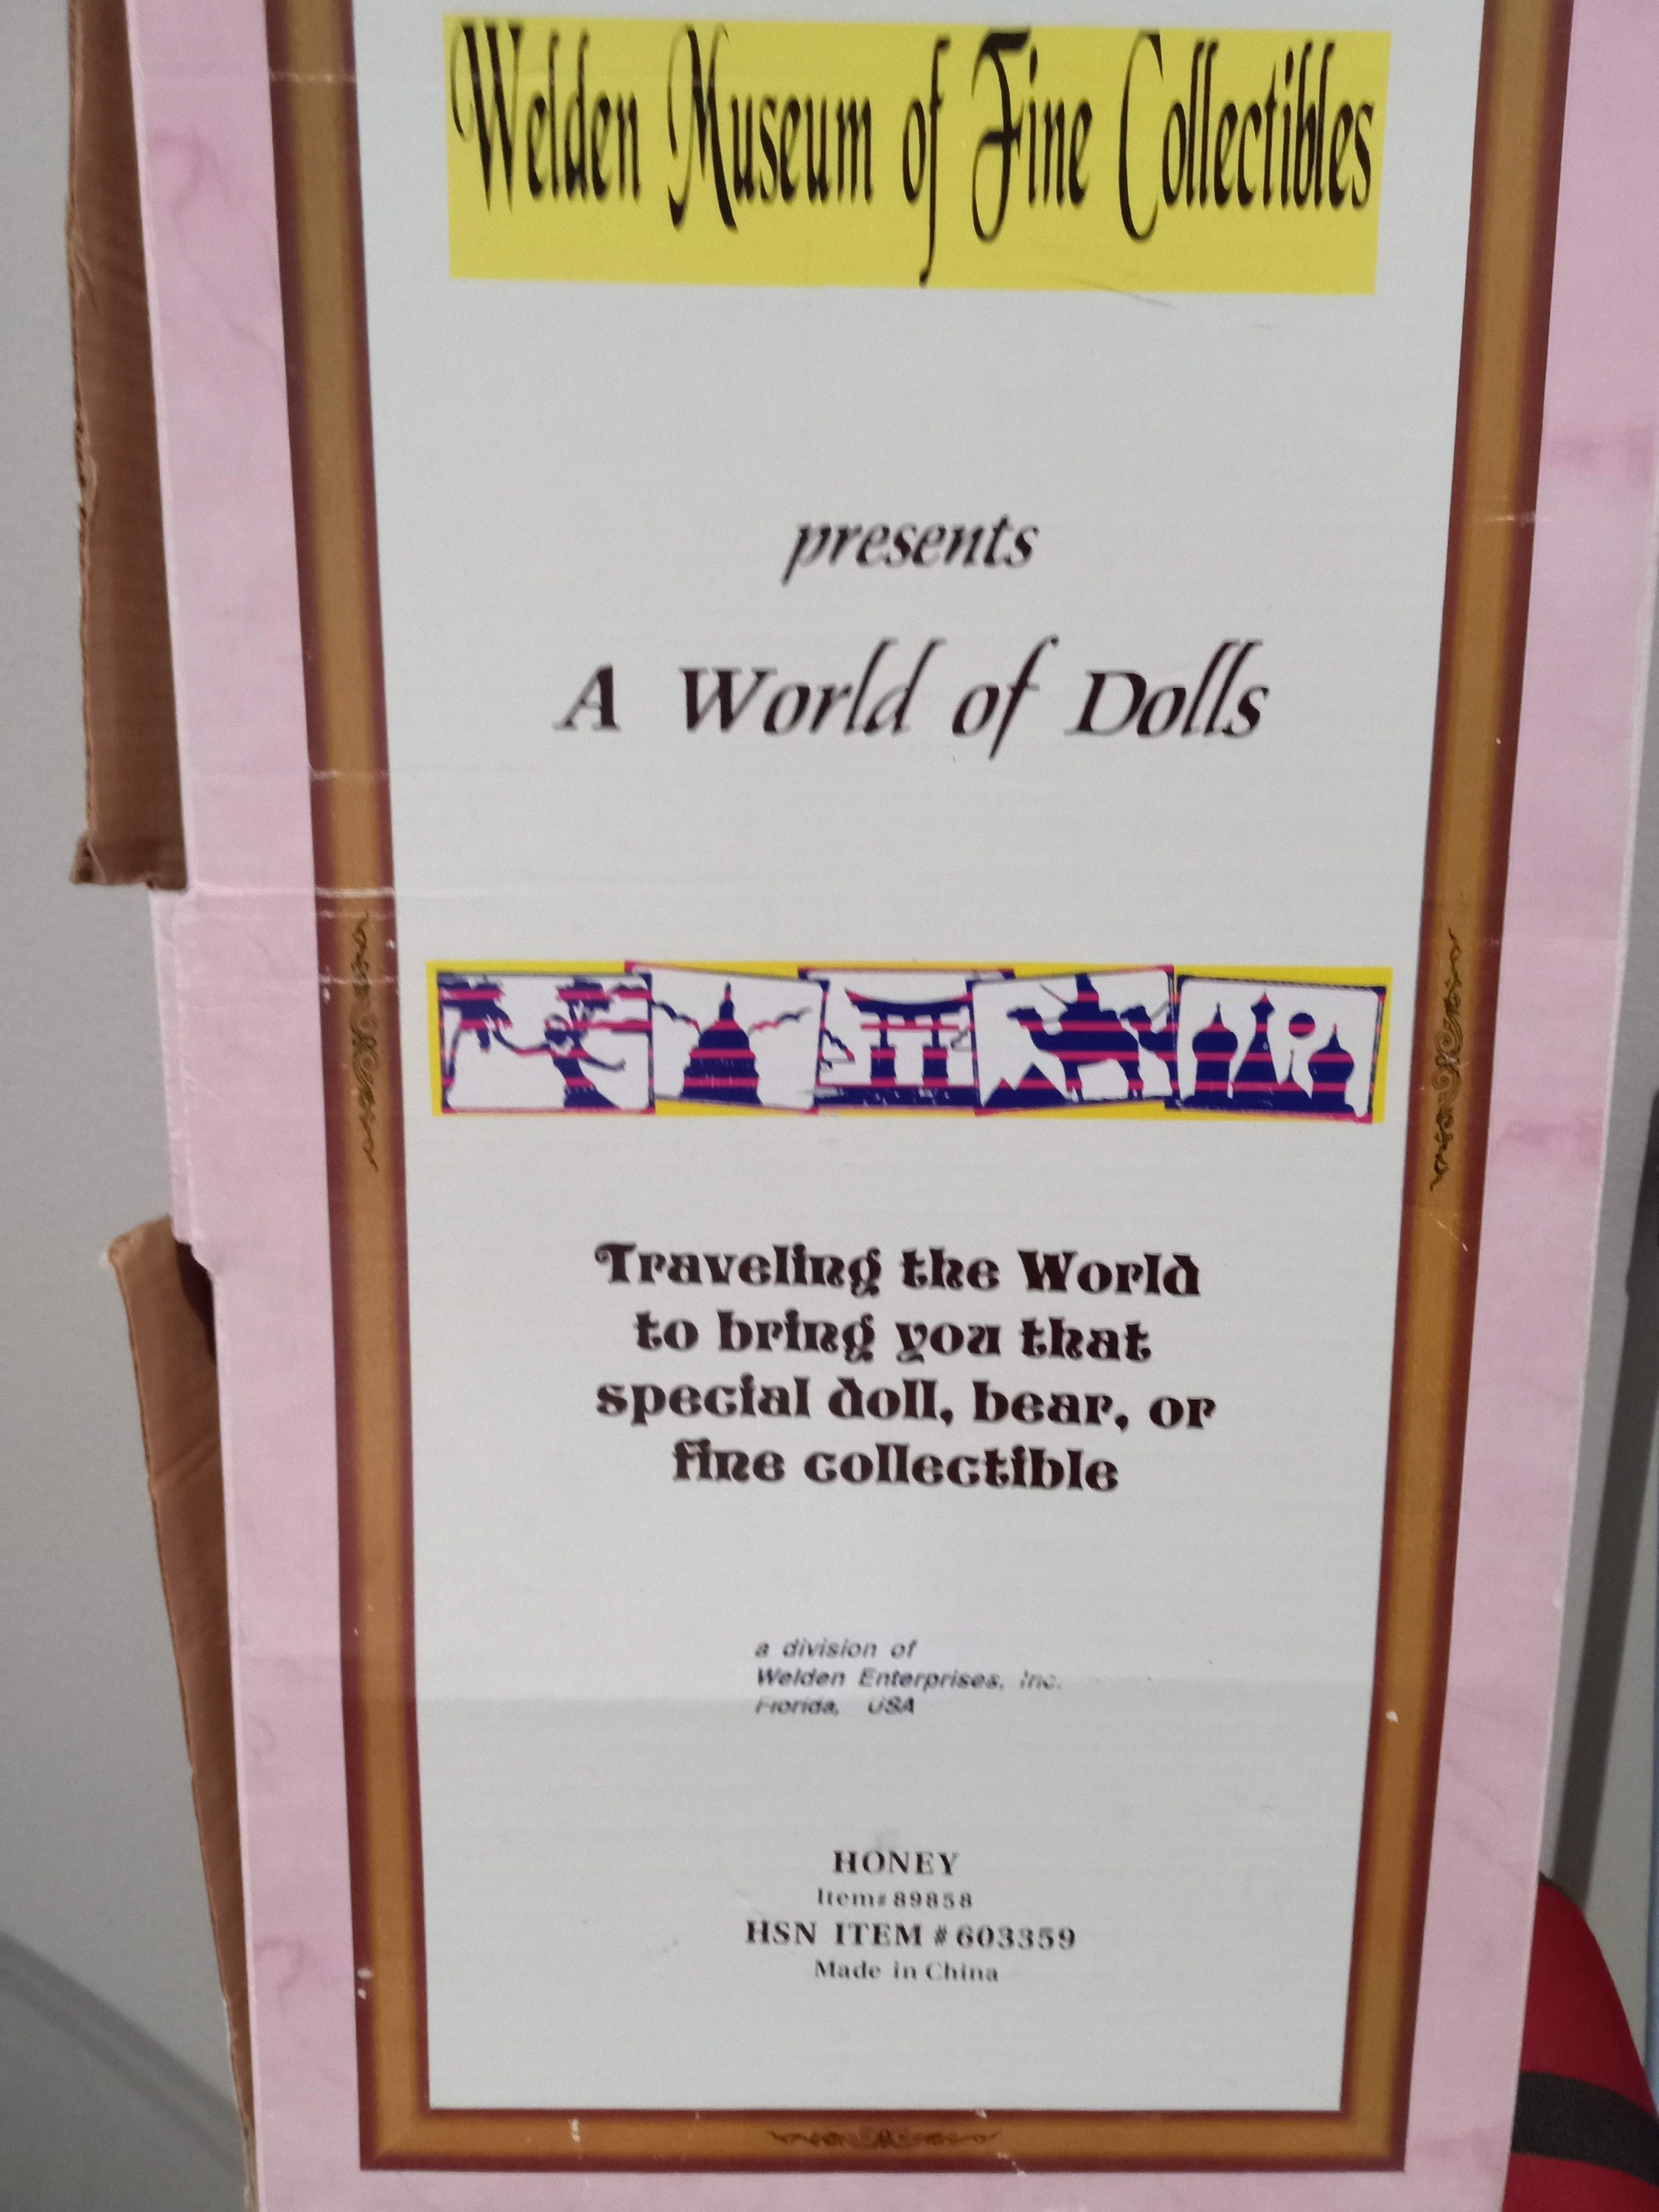 Welden Museum of Fine Collectibles
presents
A World of Dolls
Traveling the World
to bring you that
special doll, bear, or
fine collectible
a division of
Welden Enterprises, Inc.
Florida, USA
HONEY
Item# 89858
HSN ITEM # 603359
Made in China